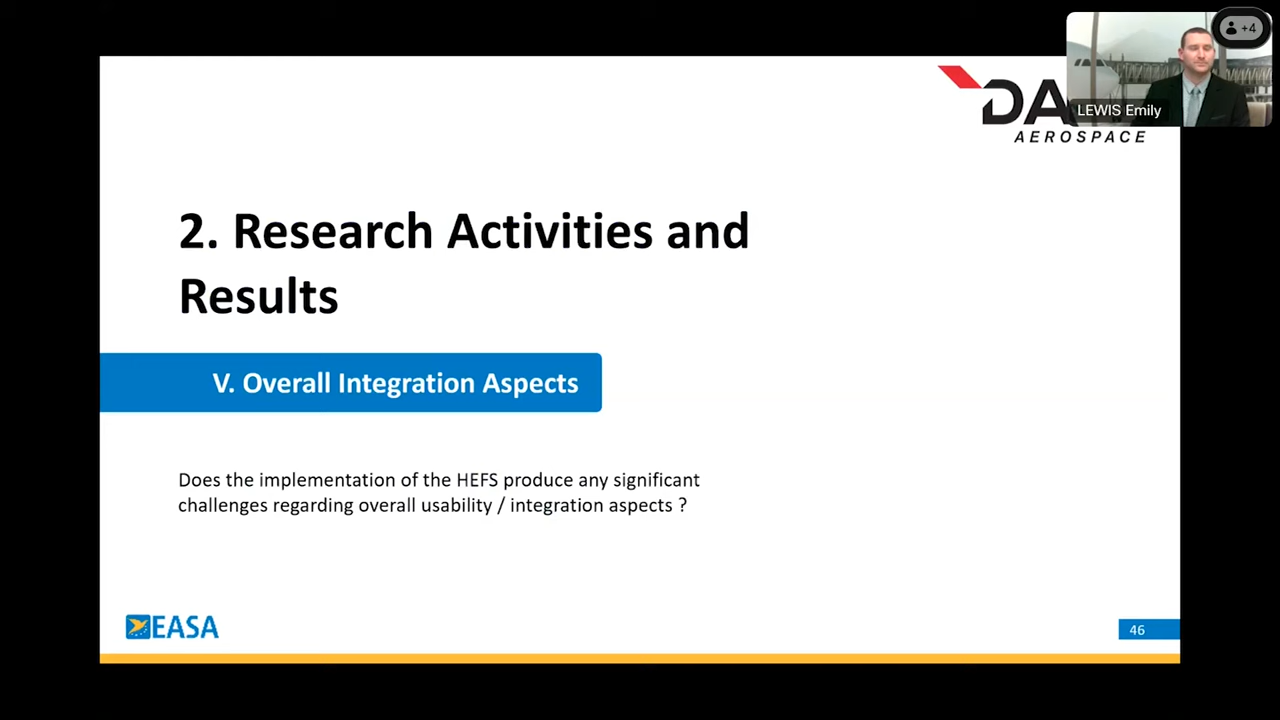 +4
LEWIS Emily
DA
AEROSPACE
2. Research Activities and
Results
V. Overall Integration Aspects
Does the implementation of the HEFS produce any significant
challenges regarding overall usability / integration aspects ?
EASA
46